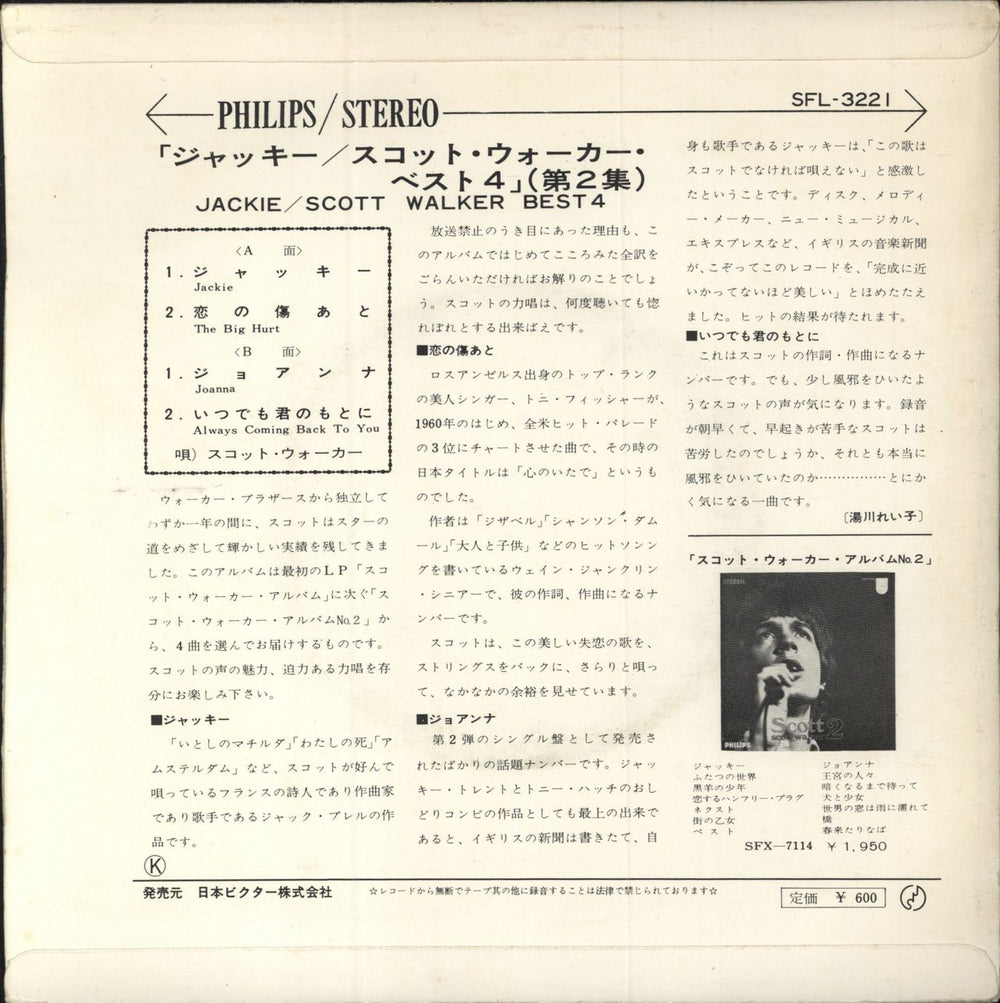 PHILIPS/STEREO
SFL-3221
「ジャッキー／スコット・ウォーカー・
ベスト4」(第2集)
JACKIE/SCOTT WALKER BEST4
〈A 面〉
1. ジャッキー
Jackie
2. 恋の傷あと
The Big Hurt
〈B 面〉
1. ジョアンナ
Joanna
2. いつでも君のもとに
Always Coming Back To You
唄）スコット・ウォーカー
ウォーカー・ブラザースから独立して
わずか一年の間に、スコットはスターの
道をめざして輝かしい実績を残してきま
した。このアルバムは最初のＬＰ「スコ
ット・ウォーカー・アルバム」に次ぐ「ス
コット・ウォーカー・アルバムNo.2」か
ら、4曲を選んでお届けするものです。
スコットの声の魅力、迫力ある力唱を存
分にお楽しみ下さい。
■ジャッキー
「いとしのマチルダ」「わたしの死」「ア
ムステルダム」など、スコットが好んで
唄っているフランスの詩人であり作曲家
であり歌手であるジャック・ブレルの作
品です。
放送禁止のうき目にあった理由も、こ
のアルバムではじめてこころみた全訳を
ごらんいただければお解りのことでしょ
う。スコットの力唱は、何度聴いても惚
れぼれとする出来ばえです。
■恋の傷あと
ロスアンゼルス出身のトップ・ランク
の美人シンガー、トニ・フィッシャーが、
1960年のはじめ、全米ヒット・パレード
の3位にチャートさせた曲で、その時の
日本タイトルは「心のいたで」というも
のでした。
作者は「ジザベル」「シャンソン・ダム
ール」「大人と子供」などのヒットソンン
グを書いているウェイン・ジャンクリン
・シニアーで、彼の作詞、作曲になるナ
ンバーです。
スコットは、この美しい失恋の歌を、
ストリングスをバックに、さらりと唄っ
て、なかなかの余裕を見せています。
■ジョアンナ
第2弾のシングル盤として発売さ
れたばかりの話題ナンバーです。ジャッ
キー・トレントとトニー・ハッチのおし
どりコンビの作品としても最上の出来で
あると、イギリスの新聞は書きたて、自
身も歌手であるジャッキーは、「この歌は
スコットでなければ唄えない」と感激し
たということです。ディスク、メロディ
ー・メーカー、ニュー・ミュージカル、
エキスプレスなど、イギリスの音楽新聞
が、こぞってこのレコードを、「完成に近
いかってないほど美しい」とほめたたえ
ました。ヒットの結果が待たれます。
■いつでも君のもとに
これはスコットの作詞・作曲になるナ
ンバーです。でも、少し風邪をひいたよ
うなスコットの声が気になります。録音
が朝早くて、早起きが苦手なスコットは
苦労したのでしょうか、それとも本当に
風邪をひいていたのか……………とにか
く気になる一曲です。
〔湯川れい子〕
「スコット・ウォーカー・アルバムNo.2」
STEREO
Scott 2
scott walker
PHILIPS
ジャッキー
ふたつの世界
黒羊の少年
恋するハンフリー・プラグ
ネクスト
街の乙女
ベスト
ジョアンナ
王宮の人々
暗くなるまで待って
犬と少女
世男の窓は雨に濡れて
橋
春来たりなば
SFX—7114 ¥ 1,950
Ⓚ
発売元 日本ビクター株式会社
☆レコードから無断でテープ其の他に録音することは法律で禁じられております☆
定価 ¥ 600